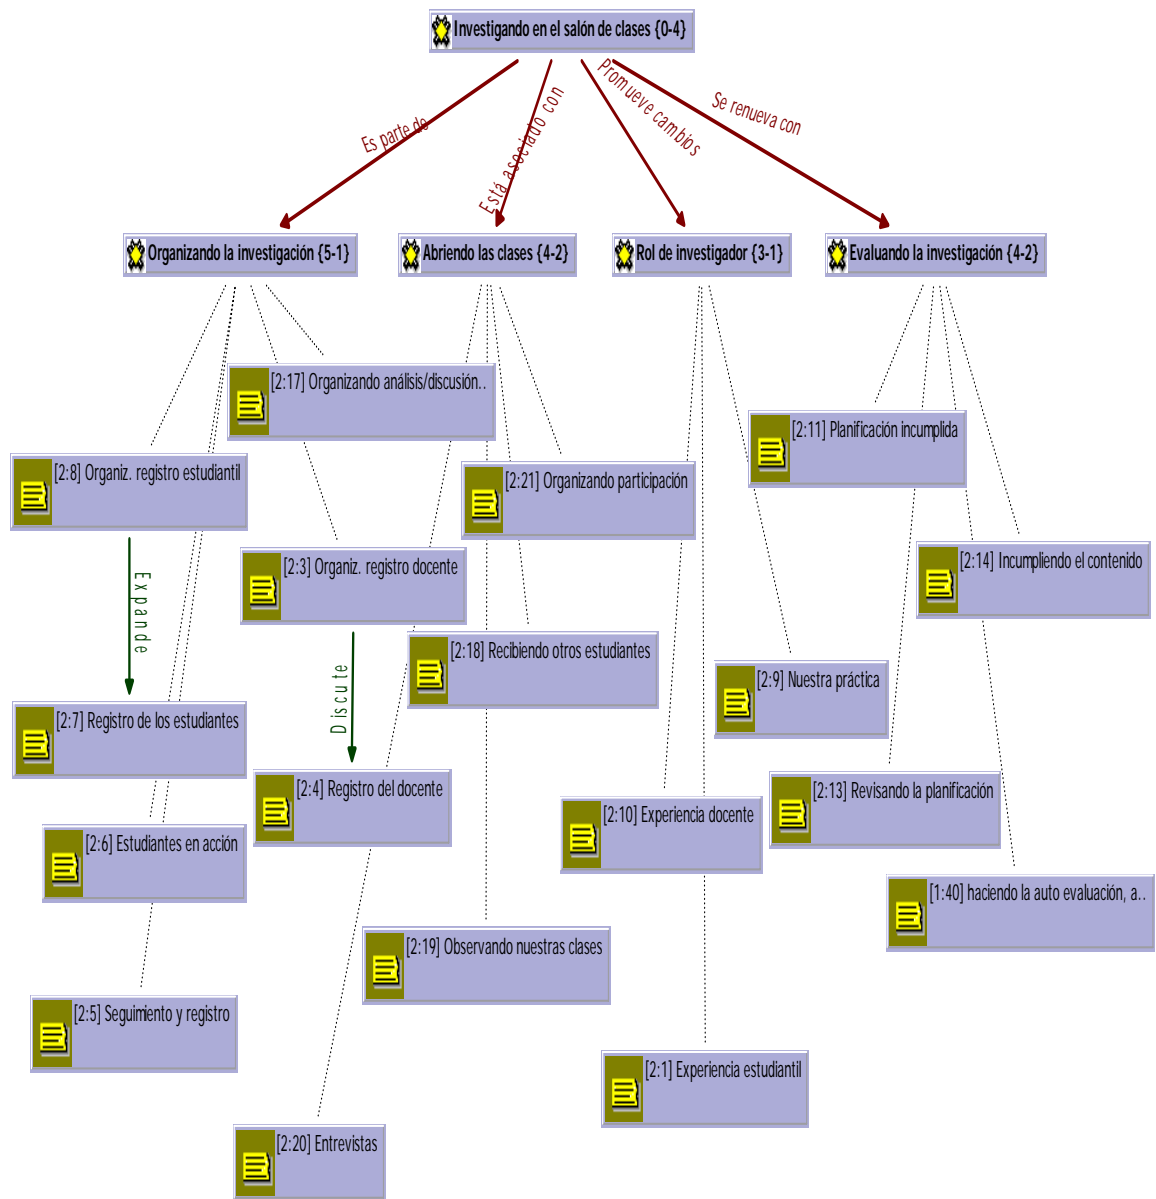 Investigando en el salón de clases {0-4}
Es parte de
Está asociado con
Promueve cambios
Se renueva con
Organizando la investigación {5-1}
Abriendo las clases {4-2}
Rol de investigador {3-1}
Evaluando la investigación {4-2}
[2:17] Organizando análisis/discusión..
[2:11] Planificación incumplida
[2:8] Organiz. registro estudiantil
[2:21] Organizando participación
[2:3] Organiz. registro docente
[2:14] Incumpliendo el contenido
Expande
[2:18] Recibiendo otros estudiantes
[2:9] Nuestra práctica
Discute
[2:7] Registro de los estudiantes
[2:4] Registro del docente
[2:13] Revisando la planificación
[2:10] Experiencia docente
[2:6] Estudiantes en acción
[1:40] haciendo la auto evaluación, a..
[2:19] Observando nuestras clases
[2:5] Seguimiento y registro
[2:1] Experiencia estudiantil
[2:20] Entrevistas